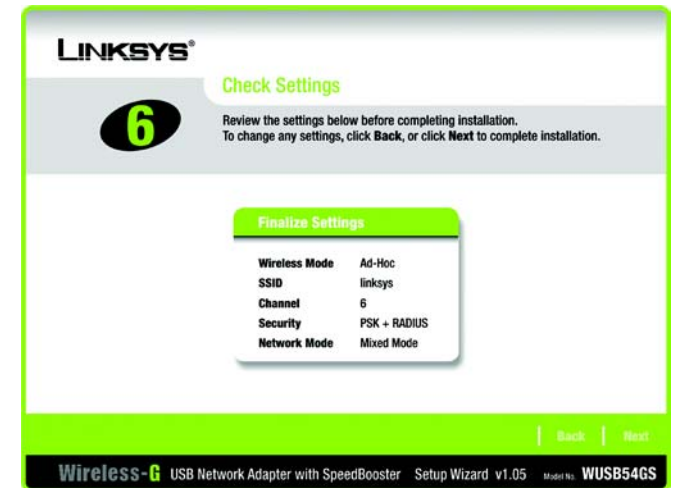 LINKSYS®
Check Settings
6
Review the settings below before completing installation.
To change any settings, click Back, or click Next to complete installation.
Finalize Settings
Wireless Mode Ad-Hoc
SSID linksys
Channel 6
Security PSK + RADIUS
Network Mode Mixed Mode
Back Next
Wireless-G USB Network Adapter with SpeedBooster Setup Wizard v1.05 Model No. WUSB54GS